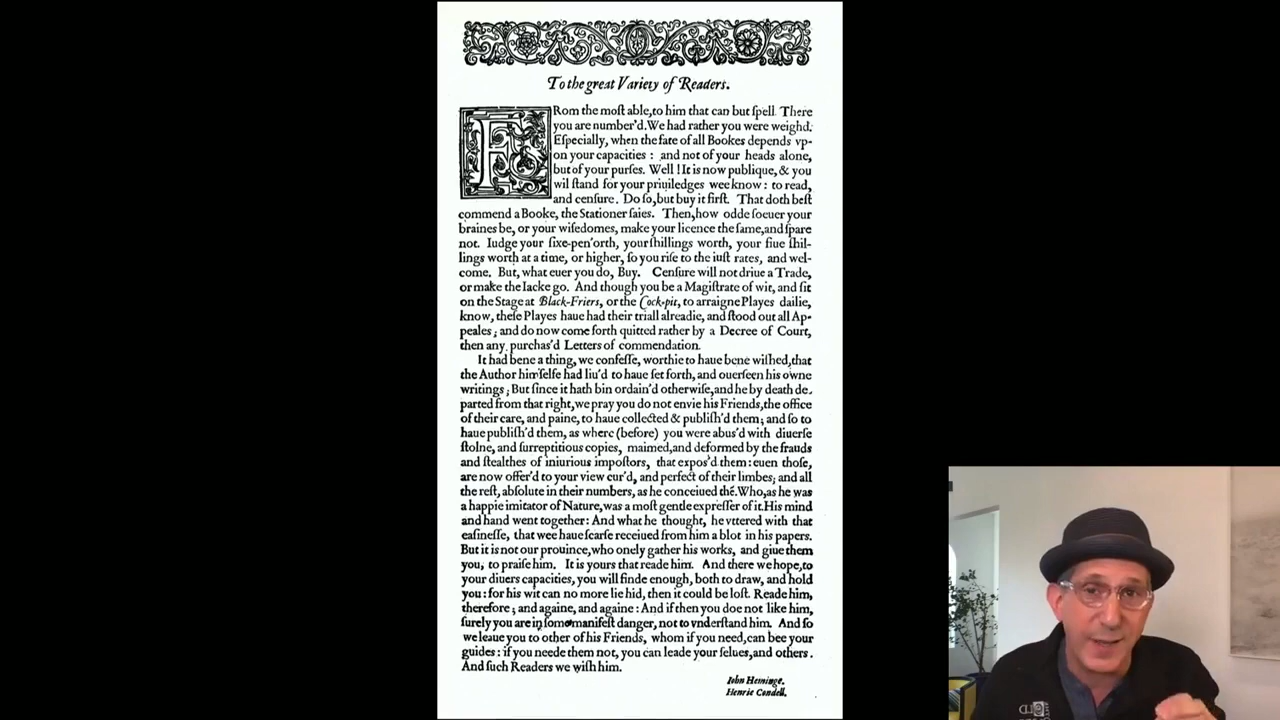 To the great Variety of Readers.
FRom the moſt able,to him that can but ſpell. There
you are number'd.We had rather you were weighd.
Eſpecially, when the fate of all Bookes depends vp-
on your capacities : and not of your heads alone,
but of your purſes. Well ! It is now publique, & you
wil ſtand for your priuiledges wee know : to read,
and cenſure. Do ſo,but buy it firſt. That doth beſt
commend a Booke, the Stationer ſaies. Then,how odde ſoeuer your
braines be, or your wiſedomes, make your licence the ſame,and ſpare
not. Iudge your ſixe-pen'orth, your ſhillings worth, your fiue ſhil-
lings worth at a time, or higher, ſo you riſe to the iuſt rates, and wel-
come. But, what euer you do, Buy. Cenſure will not driue a Trade,
or make the Iacke go. And though you be a Magiſtrate of wit, and ſit
on the Stage at Black-Friers, or the Cock-pit, to arraigne Playes dailie,
know, theſe Playes haue had their triall alreadie, and ſtood out all Ap-
peales ; and do now come forth quitted rather by a Decree of Court,
then any purchas'd Letters of commendation.
It had bene a thing, we confeſſe, worthie to haue bene wiſhed,that
the Author himſelfe had liu'd to haue ſet forth, and ouerſeen his owne
writings ; But ſince it hath bin ordain'd otherwiſe,and he by death de-
parted from that right,we pray you do not envie his Friends,the office
of their care, and paine, to haue collected & publiſh'd them; and ſo to
haue publiſh'd them, as where (before) you were abus'd with diuerſe
ſtolne, and ſurreptitious copies, maimed,and deformed by the frauds
and ſtealthes of iniurious impoſtors, that expos'd them : euen thoſe,
are now offer'd to your view cur'd, and perfect of their limbes; and all
the reſt, abſolute in their numbers, as he conceiued thē.Who,as he was
a happie imitator of Nature,was a moſt gentle expreſſer of it.His mind
and hand went together: And what he thought, he vttered with that
eaſineſſe, that wee haue ſcarſe receiued from him a blot in his papers.
But it is not our prouince,who onely gather his works, and giue them
you, to praiſe him. It is yours that reade him. And there we hope,to
your diuers capacities, you will finde enough, both to draw, and hold
you : for his wit can no more lie hid, then it could be loſt. Reade him,
therefore ; and againe, and againe : And if then you doe not like him,
ſurely you are in ſome manifeſt danger, not to vnderſtand him. And ſo
we leaue you to other of his Friends, whom if you need,can bee your
guides : if you neede them not, you can leade your ſelues,and others.
And ſuch Readers we wiſh him.
Iohn Heminge.
Henrie Condell.